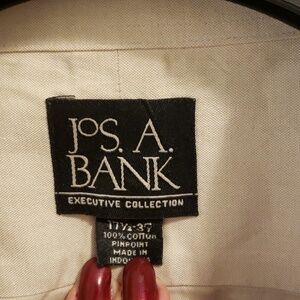 JOS. A.
BANK
EXECUTIVE COLLECTION
17½-37
100% COTTON
PINPOINT
MADE IN